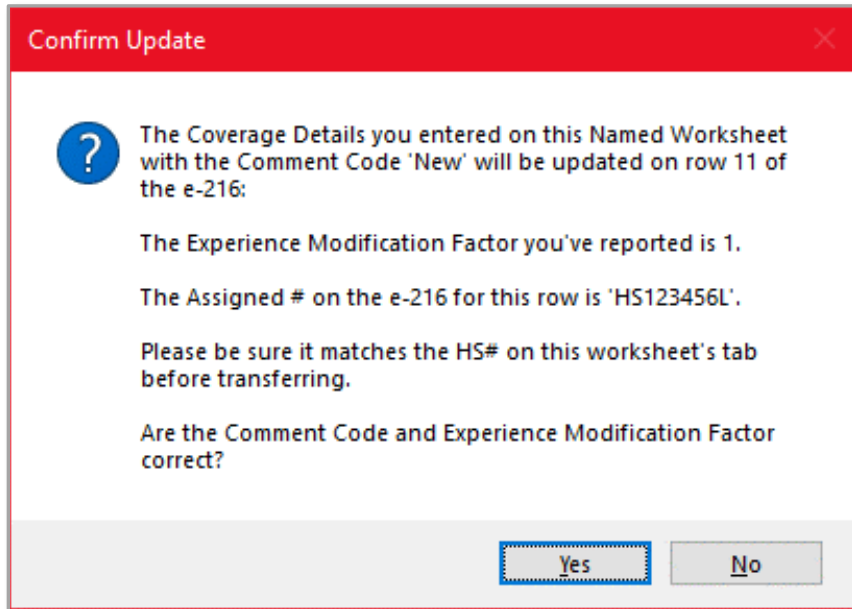 Confirm Update
The Coverage Details you entered on this Named Worksheet
with the Comment Code 'New' will be updated on row 11 of
the e-216:
The Experience Modification Factor you've reported is 1.
The Assigned # on the e-216 for this row is 'HS123456L'.
Please be sure it matches the HS# on this worksheet's tab
before transferring.
Are the Comment Code and Experience Modification Factor
correct?
Yes
No